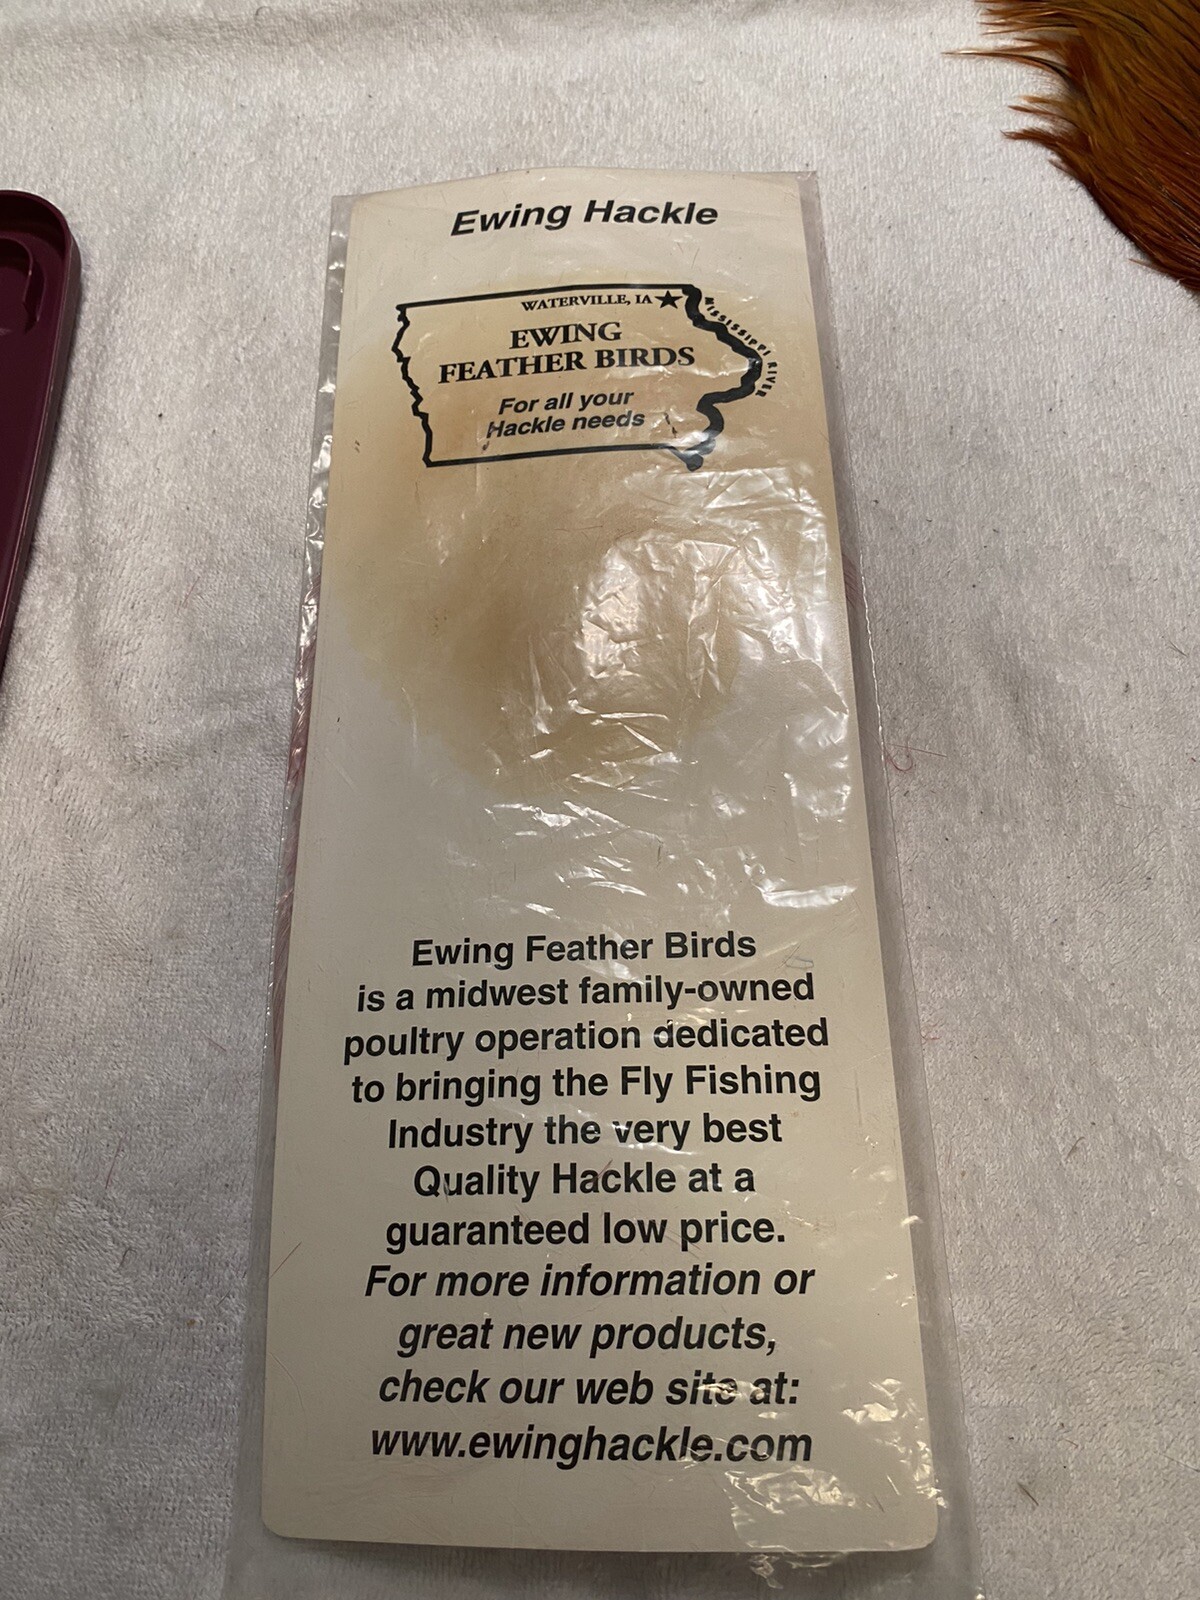 Ewing Hackle
WATERVILLE, IA
MISSISSIPPI RIVER
EWING
FEATHER BIRDS
For all your
Hackle needs
Ewing Feather Birds
is a midwest family-owned
poultry operation dedicated
to bringing the Fly Fishing
Industry the very best
Quality Hackle at a
guaranteed low price.
For more information or
great new products,
check our web site at:
www.ewinghackle.com